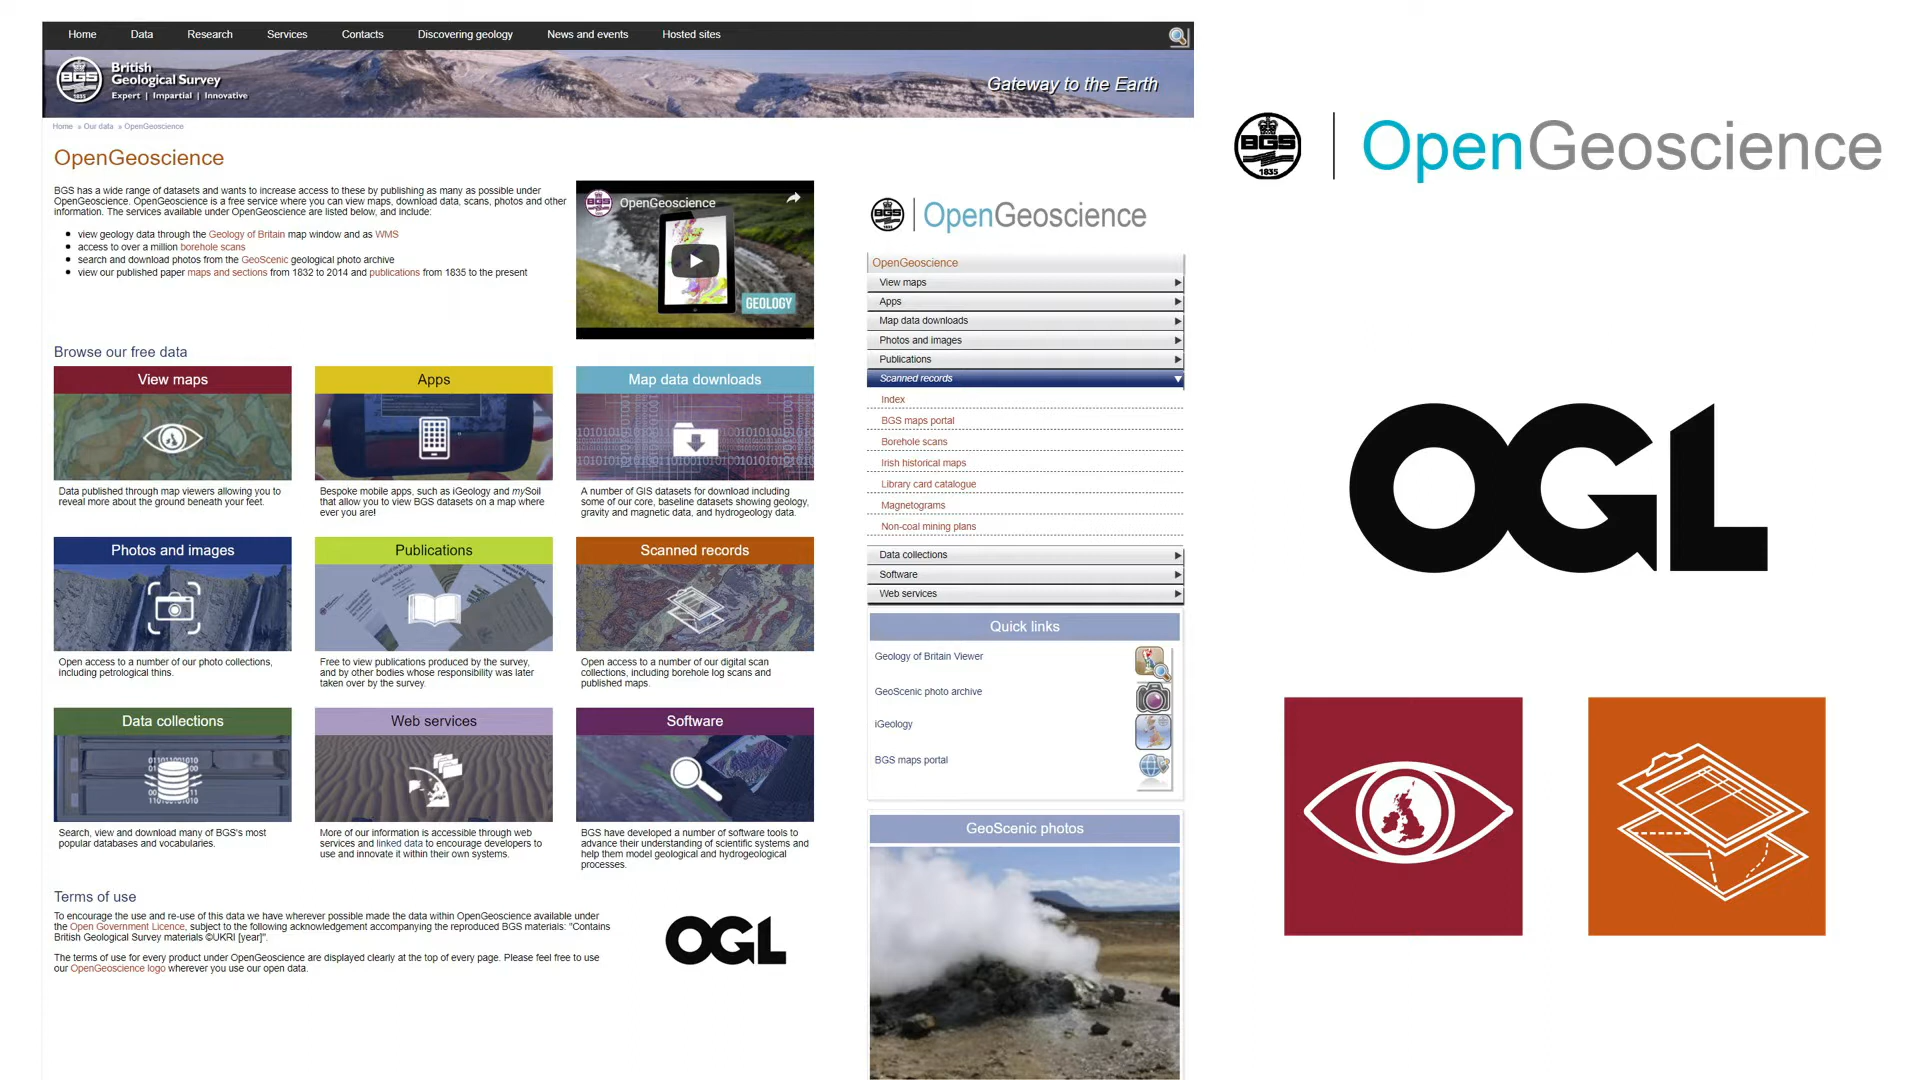 Home Data Research Services Contacts Discovering geology News and events Hosted sites
BGS
1835
British
Geological Survey
Expert | Impartial | Innovative
Gateway to the Earth
Home » Our data » OpenGeoscience
OpenGeoscience
BGS has a wide range of datasets and wants to increase access to these by publishing as many as possible under
OpenGeoscience. OpenGeoscience is a free service where you can view maps, download data, scans, photos and other
information. The services available under OpenGeoscience are listed below, and include:
view geology data through the Geology of Britain map window and as WMS
access to over a million borehole scans
search and download photos from the GeoScenic geological photo archive
view our published paper maps and sections from 1832 to 2014 and publications from 1835 to the present
OpenGeoscience
GEOLOGY
Browse our free data
View maps
Data published through map viewers allowing you to
reveal more about the ground beneath your feet.
Apps
Bespoke mobile apps, such as iGeology and mySoil
that allow you to view BGS datasets on a map where
ever you are!
Map data downloads
A number of GIS datasets for download including
some of our core, baseline datasets showing geology,
gravity and magnetic data, and hydrogeology data.
Photos and images
Open access to a number of our photo collections,
including petrological thins.
Publications
Free to view publications produced by the survey,
and by other bodies whose responsibility was later
taken over by the survey.
Scanned records
Open access to a number of our digital scan
collections, including borehole log scans and
published maps.
Data collections
Search, view and download many of BGS's most
popular databases and vocabularies.
Web services
More of our information is accessible through web
services and linked data to encourage developers to
use and innovate it within their own systems.
Software
BGS have developed a number of software tools to
advance their understanding of scientific systems and
help them model geological and hydrogeological
processes.
Terms of use
To encourage the use and re-use of this data we have wherever possible made the data within OpenGeoscience available under
the Open Government Licence, subject to the following acknowledgement accompanying the reproduced BGS materials: "Contains
British Geological Survey materials ©UKRI [year]".
The terms of use for every product under OpenGeoscience are displayed clearly at the top of every page. Please feel free to use
our OpenGeoscience logo wherever you use our open data.
OGL
BGS
1835
OpenGeoscience
OpenGeoscience
View maps
Apps
Map data downloads
Photos and images
Publications
Scanned records
Index
BGS maps portal
Borehole scans
Irish historical maps
Library card catalogue
Magnetograms
Non-coal mining plans
Data collections
Software
Web services
Quick links
Geology of Britain Viewer
GeoScenic photo archive
iGeology
BGS maps portal
GeoScenic photos
BGS
1835
OpenGeoscience
OGL